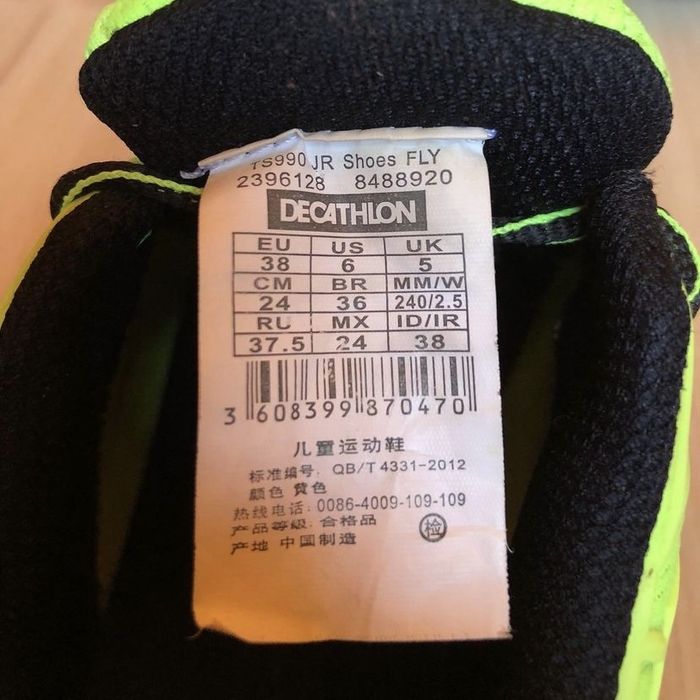 TS990 JR Shoes FLY
2396128 8488920
DECATHLON
EU US UK
38 6 5
CM BR MM/W
24 36 240/2.5
RU MX ID/IR
37.5 24 38
3 608399 870470
儿童运动鞋
标准编号: QB/T 4331-2012
颜色 黄色
热线电话: 0086-4009-109-109
产品等级: 合格品
检
产地 中国制造